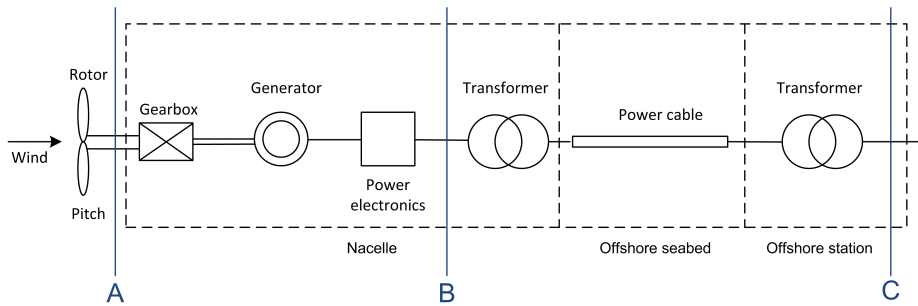 Rotor
Gearbox
Generator
Transformer
Power cable
Transformer
Wind
Power
electronics
Pitch
Nacelle
Offshore seabed
Offshore station
A
B
C